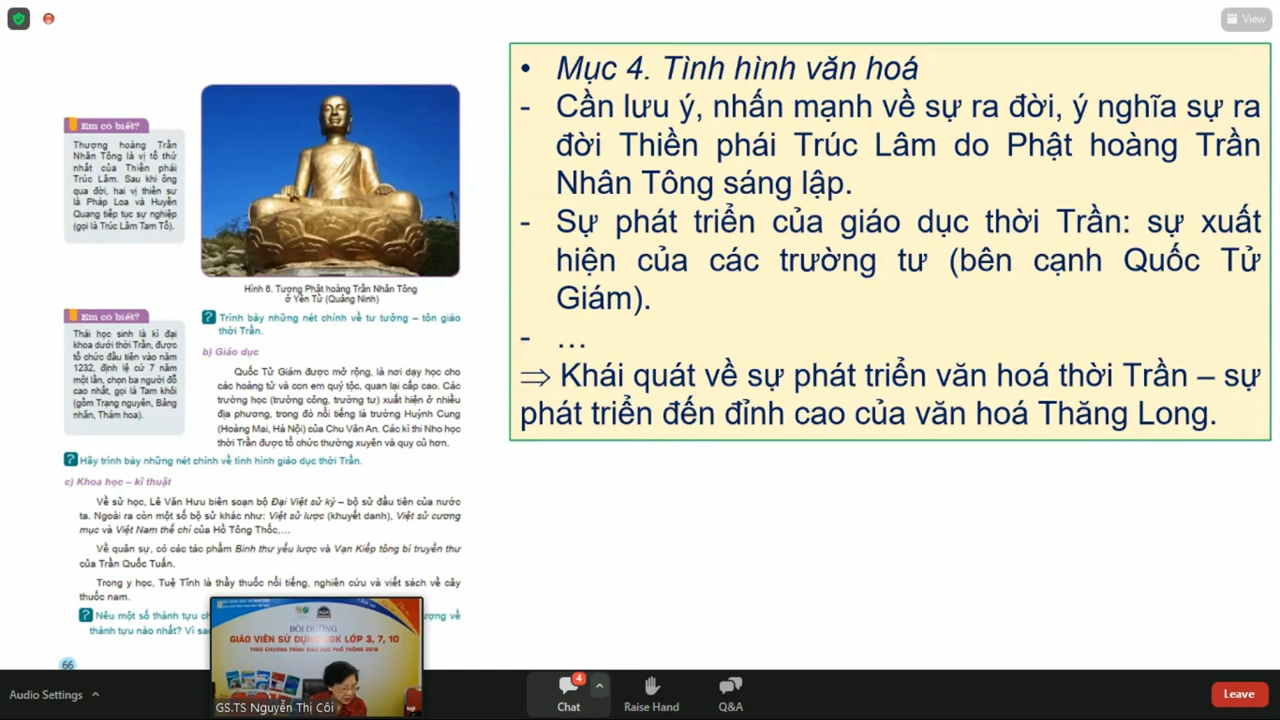 View
Em có biết?
Thượng hoàng Trần
Nhân Tông là vị tổ thứ
nhất của Thiền phái
Trúc Lâm. Sau khi ông
qua đời, hai vị thiền sư
là Pháp Loa và Huyền
Quang tiếp tục sự nghiệp
(gọi là Trúc Lâm Tam Tổ).
Hình 6. Tượng Phật hoàng Trần Nhân Tông
ở Yên Tử (Quảng Ninh)
? Trình bày những nét chính về tư tưởng – tôn giáo
thời Trần.
Em có biết?
Thái học sinh là kì đại
khoa dưới thời Trần, được
tổ chức đầu tiên vào năm
1232, định lệ cứ 7 năm
một lần, chọn ba người đỗ
cao nhất, gọi là Tam khôi
(gồm Trạng nguyên, Bảng
nhãn, Thám hoa).
b) Giáo dục
Quốc Tử Giám được mở rộng, là nơi dạy học cho
các hoàng tử và con em quý tộc, quan lại cấp cao. Các
trường học (trường công, trường tư) xuất hiện ở nhiều
địa phương, trong đó nổi tiếng là trường Huỳnh Cung
(Hoàng Mai, Hà Nội) của Chu Văn An. Các kì thi Nho học
thời Trần được tổ chức thường xuyên và quy củ hơn.
? Hãy trình bày những nét chính về tình hình giáo dục thời Trần.
c) Khoa học – kĩ thuật
Về sử học, Lê Văn Hưu biên soạn bộ Đại Việt sử ký – bộ sử đầu tiên của nước
ta. Ngoài ra còn một số bộ sử khác như: Việt sử lược (khuyết danh), Việt sử cương
mục và Việt Nam thế chí của Hồ Tông Thốc,...
Về quân sự, có các tác phẩm Binh thư yếu lược và Vạn Kiếp tông bí truyền thư
của Trần Quốc Tuấn.
Trong y học, Tuệ Tĩnh là thầy thuốc nổi tiếng, nghiên cứu và viết sách về cây
thuốc nam.
? Nêu một số thành tựu
thành tựu nào nhất? Vì
66
• Mục 4. Tình hình văn hoá
- Cần lưu ý, nhấn mạnh về sự ra đời, ý nghĩa sự ra
đời Thiền phái Trúc Lâm do Phật hoàng Trần
Nhân Tông sáng lập.
- Sự phát triển của giáo dục thời Trần: sự xuất
hiện của các trường tư (bên cạnh Quốc Tử
Giám).
- …
⇒ Khái quát về sự phát triển văn hoá thời Trần – sự
phát triển đến đỉnh cao của văn hoá Thăng Long.
BỒI DƯỠNG
GIÁO VIÊN SỬ DỤNG SGK LỚP 3, 7, 10
THEO CHƯƠNG TRÌNH GIÁO DỤC PHỔ THÔNG 2018
GS.TS Nguyễn Thị Côi
Audio Settings
4
Chat
Raise Hand
Q&A
Leave